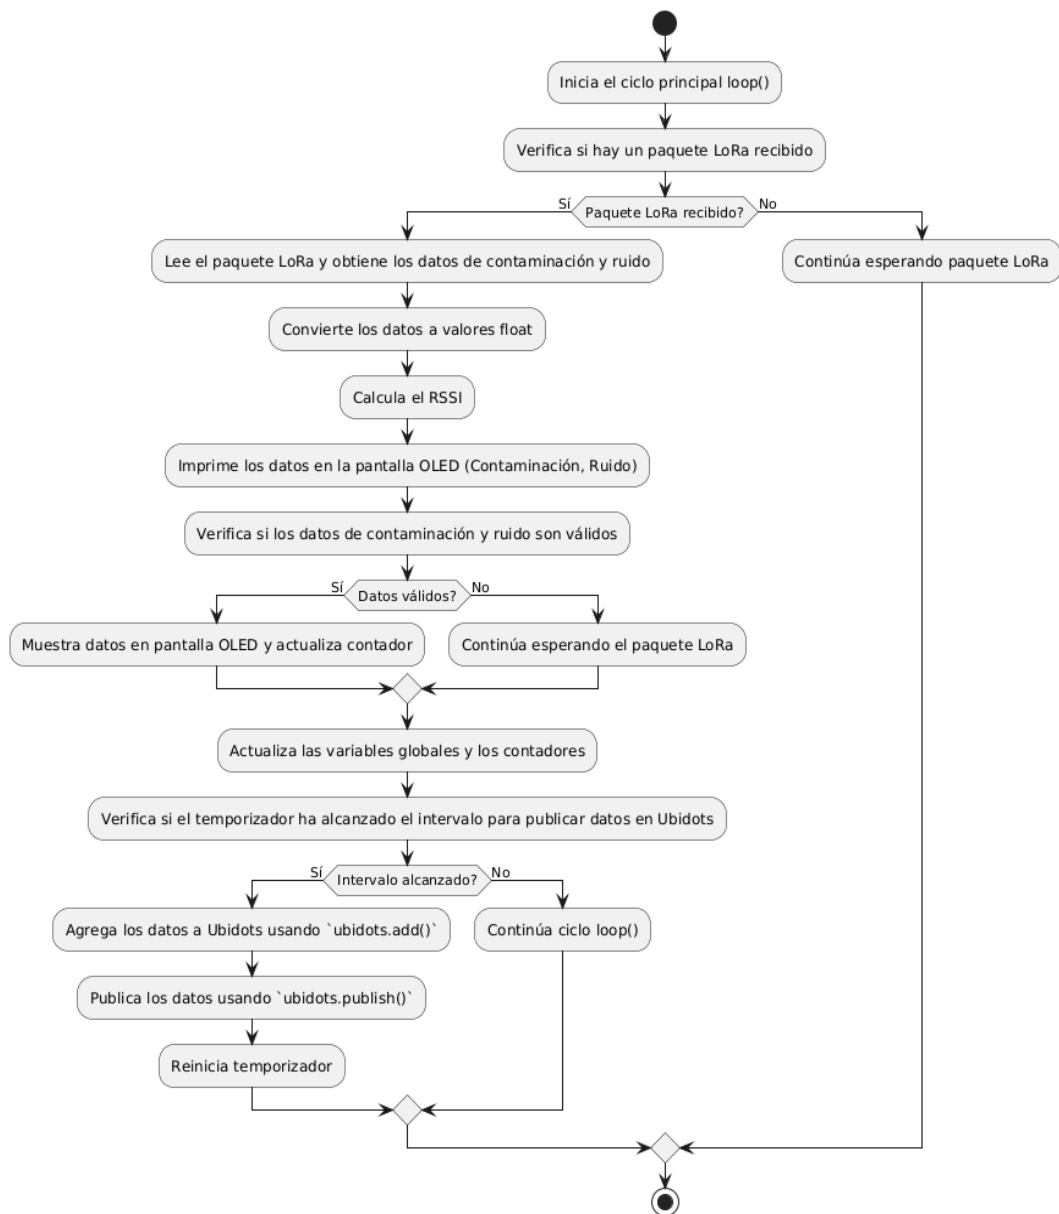 Inicia el ciclo principal loop()
Verifica si hay un paquete LoRa recibido
Sí
Paquete LoRa recibido?
No
Lee el paquete LoRa y obtiene los datos de contaminación y ruido
Continúa esperando paquete LoRa
Convierte los datos a valores float
Calcula el RSSI
Imprime los datos en la pantalla OLED (Contaminación, Ruido)
Verifica si los datos de contaminación y ruido son válidos
Sí
Datos válidos?
No
Muestra datos en pantalla OLED y actualiza contador
Continúa esperando el paquete LoRa
Actualiza las variables globales y los contadores
Verifica si el temporizador ha alcanzado el intervalo para publicar datos en Ubidots
Sí
Intervalo alcanzado?
No
Agrega los datos a Ubidots usando `ubidots.add()`
Continúa ciclo loop()
Publica los datos usando `ubidots.publish()`
Reinicia temporizador